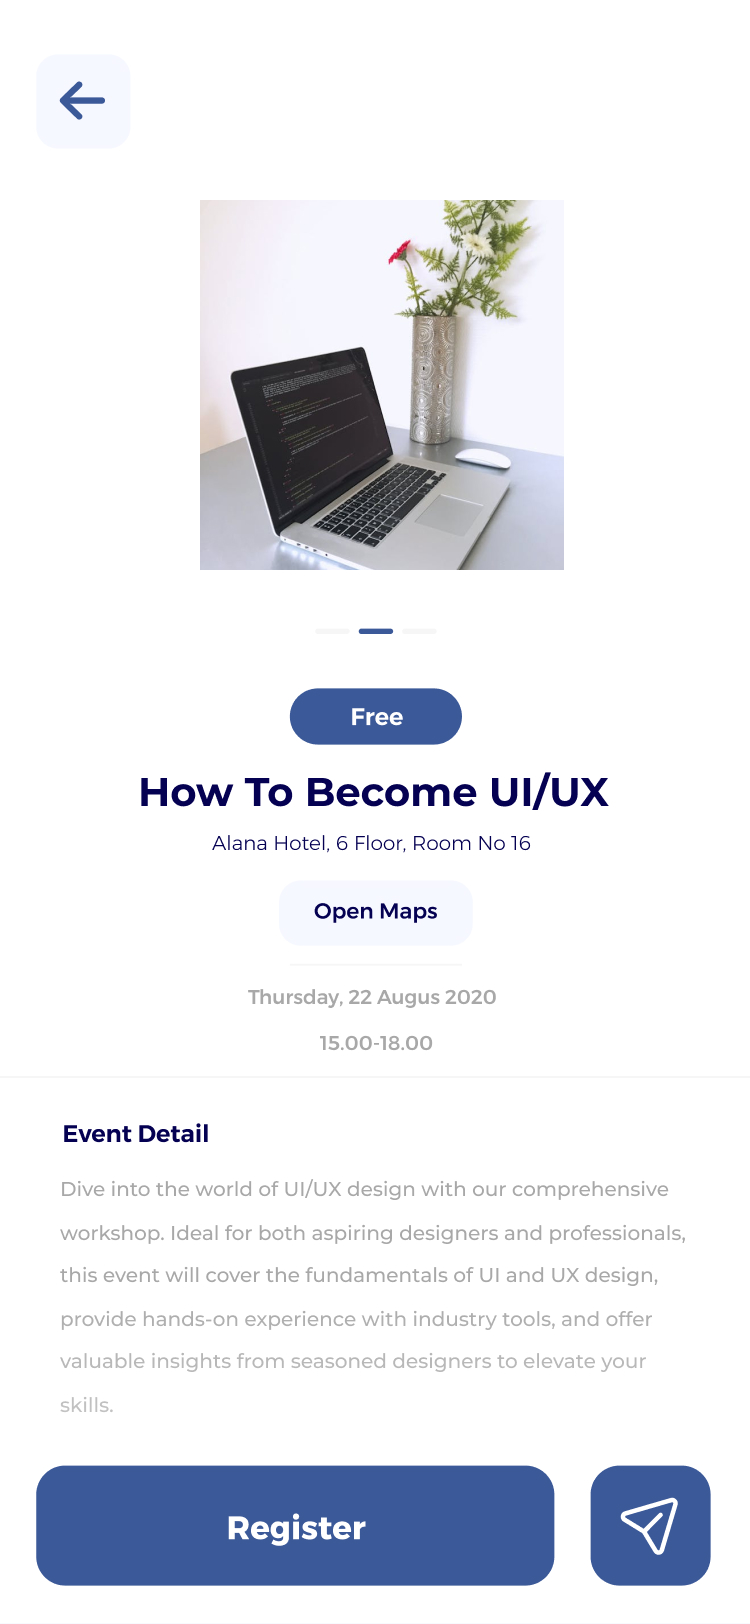 Free
How To Become UI/UX
Alana Hotel, 6 Floor, Room No 16
Open Maps
Thursday, 22 Augus 2020
15.00-18.00
Event Detail
Dive into the world of UI/UX design with our comprehensive
workshop. Ideal for both aspiring designers and professionals,
this event will cover the fundamentals of UI and UX design,
provide hands-on experience with industry tools, and offer
valuable insights from seasoned designers to elevate your
skills.
Register